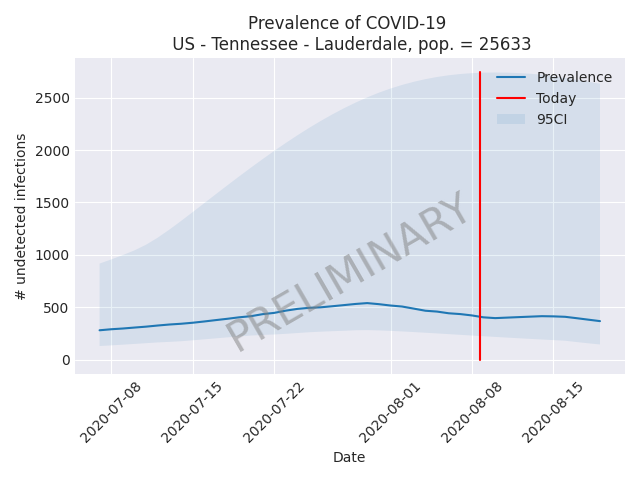 Prevalence of COVID-19
US - Tennessee - Lauderdale, pop. = 25633
Prevalence
Today
95CI
2500
2000
1500
1000
500
0
# undetected infections
PRELIMINARY
2020-07-08
2020-07-15
2020-07-22
2020-08-01
2020-08-08
2020-08-15
Date